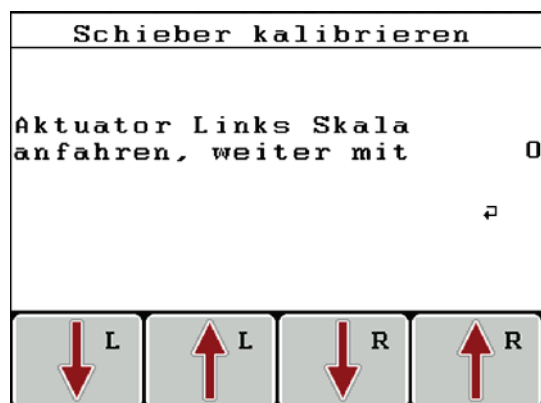 Schieber kalibrieren
Aktuator Links Skala
anfahren, weiter mit 0
L L R R